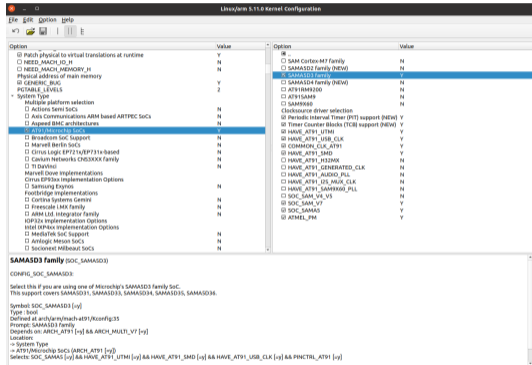 Linux/arm 5.11.0 Kernel Configuration
File Edit Option Help
Option Value
Patch physical to virtual translations at runtime Y
NEED_MACH_IO_H N
NEED_MACH_MEMORY_H N
Physical address of main memory
GENERIC_BUG Y
PGTABLE_LEVELS 2
System Type
Multiple platform selection
Actions Semi SoCs N
Axis Communications ARM based ARTPEC SoCs N
Aspeed BMC architectures N
AT91/Microchip SoCs Y
Broadcom SoC Support N
Marvell Berlin SoCs N
Cirrus Logic EP721x/EP731x-based N
Cavium Networks CNS3XXX family N
TI DaVinci N
Marvell Dove Implementations
Cirrus EP93xx Implementation Options
Samsung Exynos N
Footbridge Implementations
Cortina Systems Gemini N
Freescale i.MX family N
ARM Ltd. Integrator family N
IOP32x Implementation Options
Intel IXP4xx Implementation Options
MediaTek SoC Support N
Amlogic Meson SoCs N
Socionext Milbeaut SoCs N
Option Value
..
SAM Cortex-M7 family N
SAMA5D2 family (NEW) N
SAMA5D3 family Y
SAMA5D4 family (NEW) N
AT91RM9200 N
AT91SAM9 N
SAM9X60 N
Clocksource driver selection
Periodic Interval Timer (PIT) support (NEW) Y
Timer Counter Blocks (TCB) support (NEW) Y
HAVE_AT91_UTMI Y
HAVE_AT91_USB_CLK Y
COMMON_CLK_AT91 Y
HAVE_AT91_SMD Y
HAVE_AT91_H32MX N
HAVE_AT91_GENERATED_CLK N
HAVE_AT91_AUDIO_PLL N
HAVE_AT91_I2S_MUX_CLK N
HAVE_AT91_SAM9X60_PLL N
SOC_SAM_V4_V5 N
SOC_SAM_V7 Y
SOC_SAMA5 Y
ATMEL_PM Y
SAMA5D3 family (SOC_SAMA5D3)
CONFIG_SOC_SAMA5D3:
Select this if you are using one of Microchip's SAMA5D3 family SoC.
This support covers SAMA5D31, SAMA5D33, SAMA5D34, SAMA5D35, SAMA5D36.
Symbol: SOC_SAMA5D3 [=y]
Type : bool
Defined at arch/arm/mach-at91/Kconfig:35
Prompt: SAMA5D3 family
Depends on: ARCH_AT91 [=y] && ARCH_MULTI_V7 [=y]
Location:
-> System Type
-> AT91/Microchip SoCs (ARCH_AT91 [=y])
Selects: SOC_SAMA5 [=y] && HAVE_AT91_UTMI [=y] && HAVE_AT91_SMD [=y] && HAVE_AT91_USB_CLK [=y] && PINCTRL_AT91 [=y]